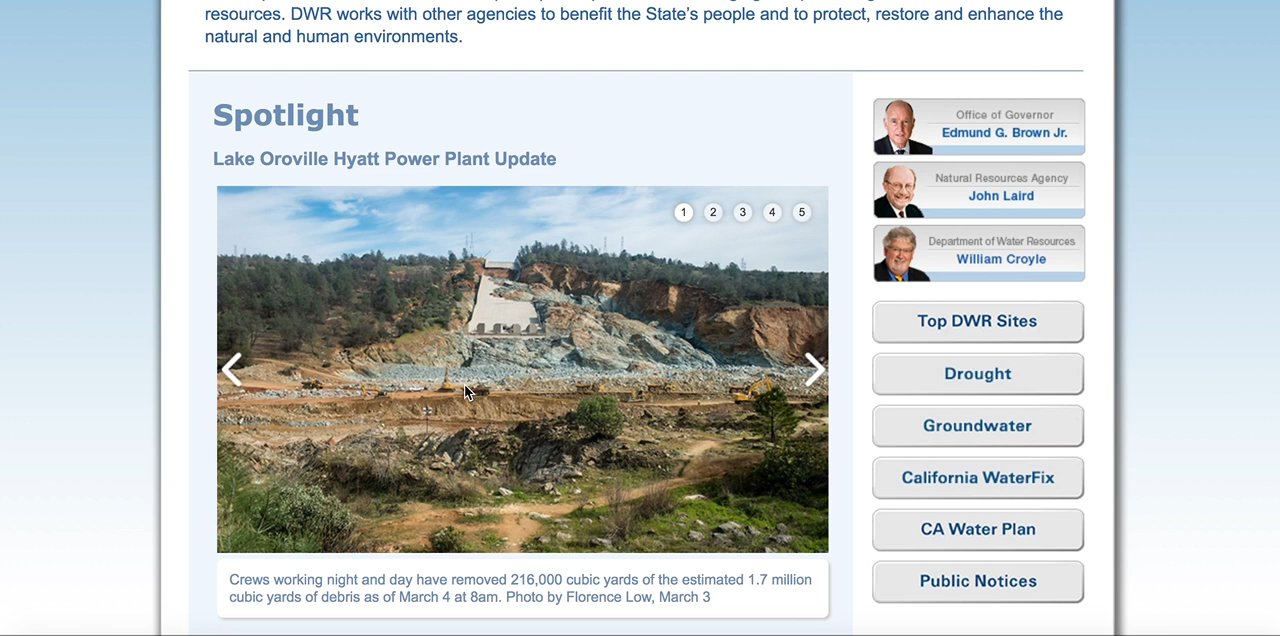 resources. DWR works with other agencies to benefit the State’s people and to protect, restore and enhance the
natural and human environments.
Spotlight
Lake Oroville Hyatt Power Plant Update
1 2 3 4 5
Crews working night and day have removed 216,000 cubic yards of the estimated 1.7 million
cubic yards of debris as of March 4 at 8am. Photo by Florence Low, March 3
Office of Governor
Edmund G. Brown Jr.
Natural Resources Agency
John Laird
Department of Water Resources
William Croyle
Top DWR Sites
Drought
Groundwater
California WaterFix
CA Water Plan
Public Notices